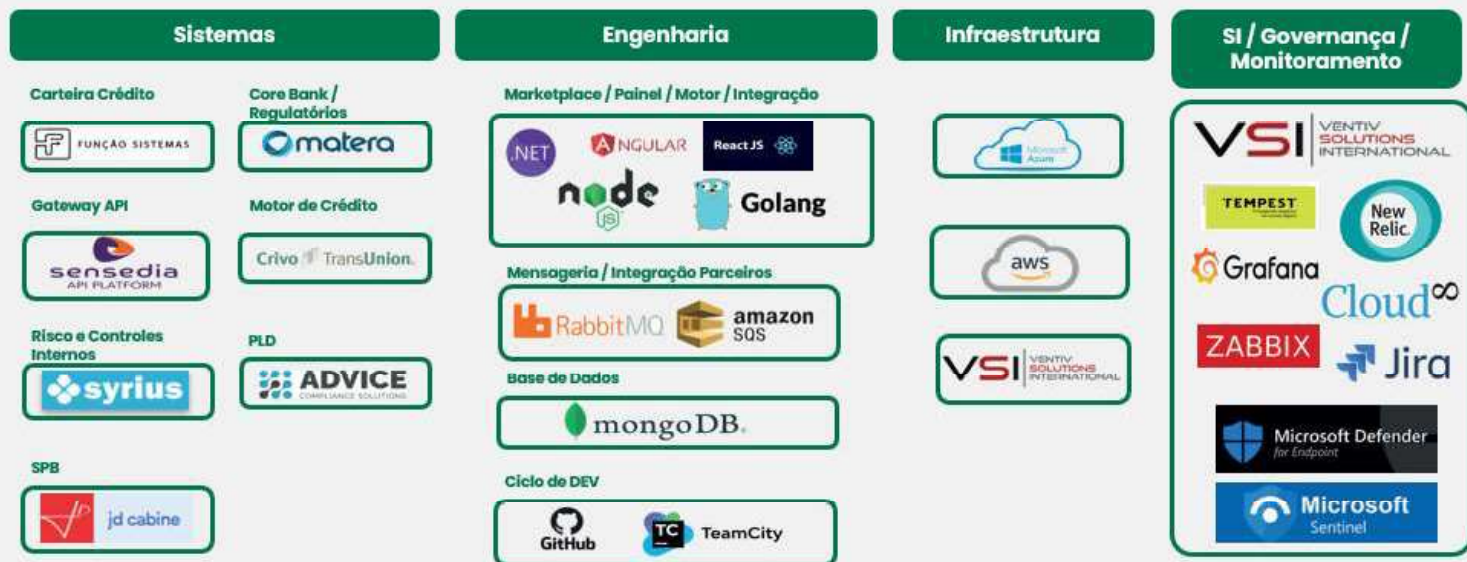 Sistemas
Carteira Crédito
FUNÇÃO SISTEMAS
Core Bank /
Regulatórios
matera
Gateway API
sensedia
API PLATFORM
Motor de Crédito
Crivo TransUnion.
Risco e Controles
Internos
syrius
PLD
ADVICE
COMPLIANCE SOLUTIONS
SPB
jd cabine
Engenharia
Marketplace / Painel / Motor / Integração
.NET
ANGULAR
React JS
node
JS
Golang
Mensageria / Integração Parceiros
RabbitMQ
amazon
SQS
Base de Dados
mongoDB.
Ciclo de DEV
GitHub
TC
TeamCity
Infraestrutura
Microsoft
Azure
aws
VSI
VENTIV
SOLUTIONS
INTERNATIONAL
SI / Governança /
Monitoramento
VSI
VENTIV
SOLUTIONS
INTERNATIONAL
TEMPEST
New
Relic.
Grafana
Cloud8
ZABBIX
Jira
Microsoft Defender
for Endpoint
Microsoft
Sentinel